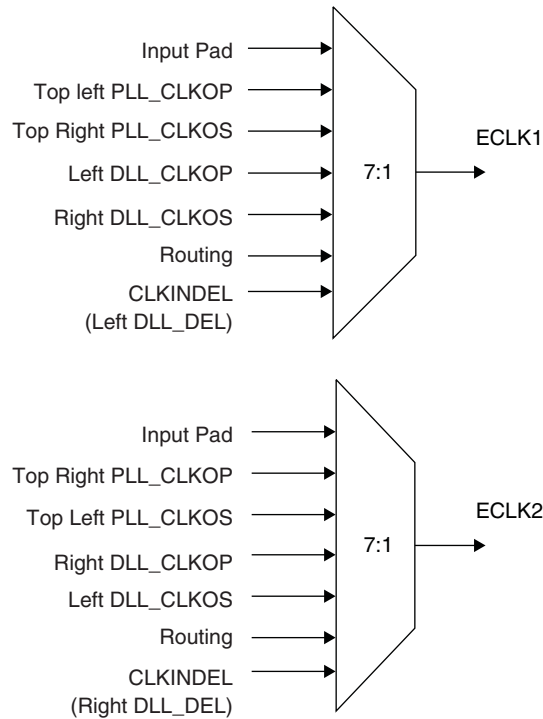 Input Pad
Top left PLL_CLKOP
Top Right PLL_CLKOS
Left DLL_CLKOP
Right DLL_CLKOS
Routing
CLKINDEL
(Left DLL_DEL)
7:1
ECLK1
Input Pad
Top Right PLL_CLKOP
Top Left PLL_CLKOS
Right DLL_CLKOP
Left DLL_CLKOS
Routing
CLKINDEL
(Right DLL_DEL)
7:1
ECLK2